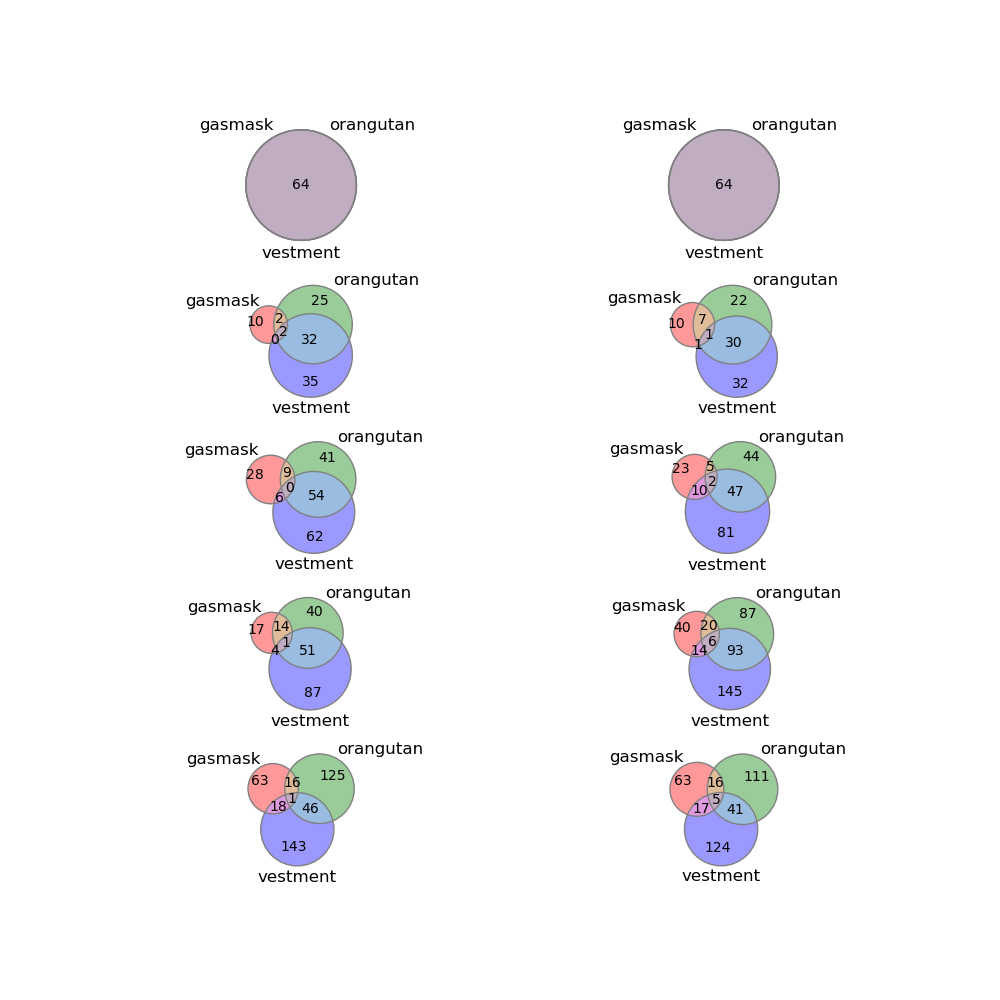 gasmask orangutan
64
vestment
gasmask orangutan
64
vestment
orangutan
gasmask
25
10 2
2
0 32
35
vestment
orangutan
gasmask
22
10 7
1
1 30
32
vestment
orangutan
gasmask
41
28 9
0
6 54
62
vestment
orangutan
gasmask
44
23 5
2
10 47
81
vestment
orangutan
gasmask
40
17 14
1
4 51
87
vestment
orangutan
gasmask
87
40 20
6
14 93
145
vestment
orangutan
gasmask
125
63 16
1
18 46
143
vestment
orangutan
gasmask
111
63 16
5
17 41
124
vestment